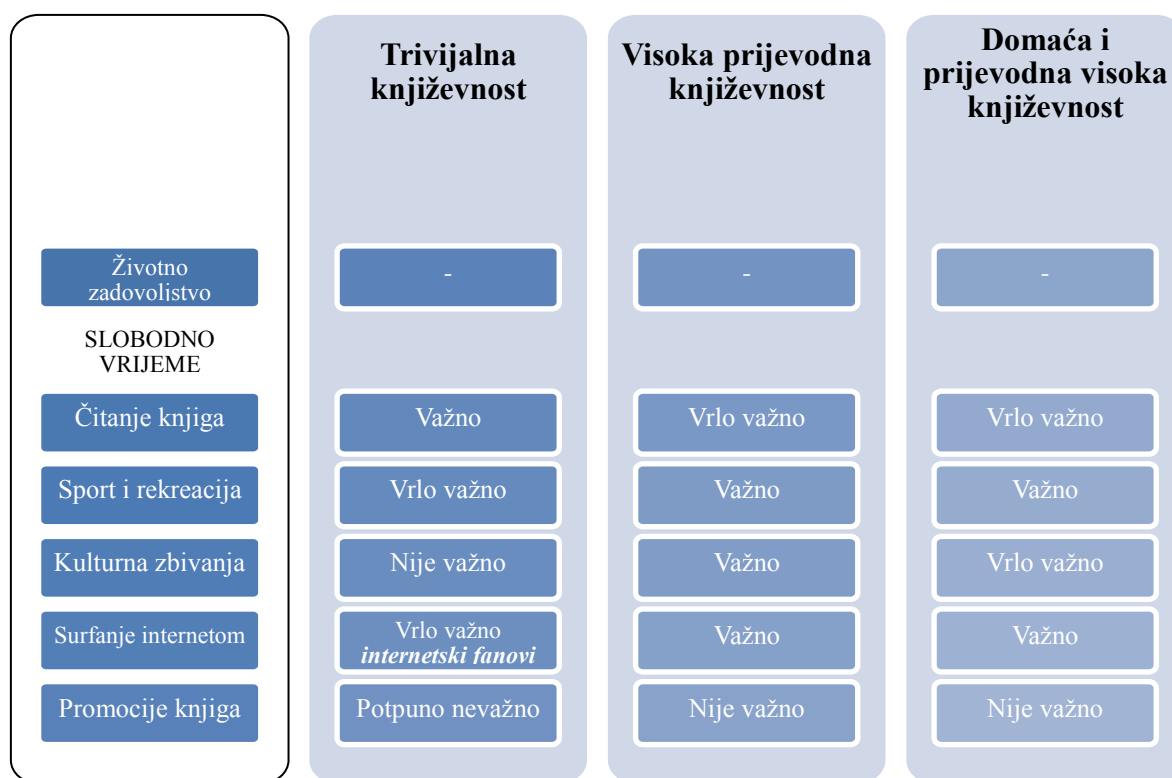 Trivijalna
književnost
Visoka prijevodna
književnost
Domaća i
prijevodna visoka
književnost
Životno
zadovoljstvo
-
-
-
SLOBODNO
VRIJEME
Čitanje knjiga
Važno
Vrlo važno
Vrlo važno
Sport i rekreacija
Vrlo važno
Važno
Važno
Kulturna zbivanja
Nije važno
Važno
Vrlo važno
Surfanje internetom
Vrlo važno
internetski fanovi
Važno
Važno
Promocije knjiga
Potpuno nevažno
Nije važno
Nije važno